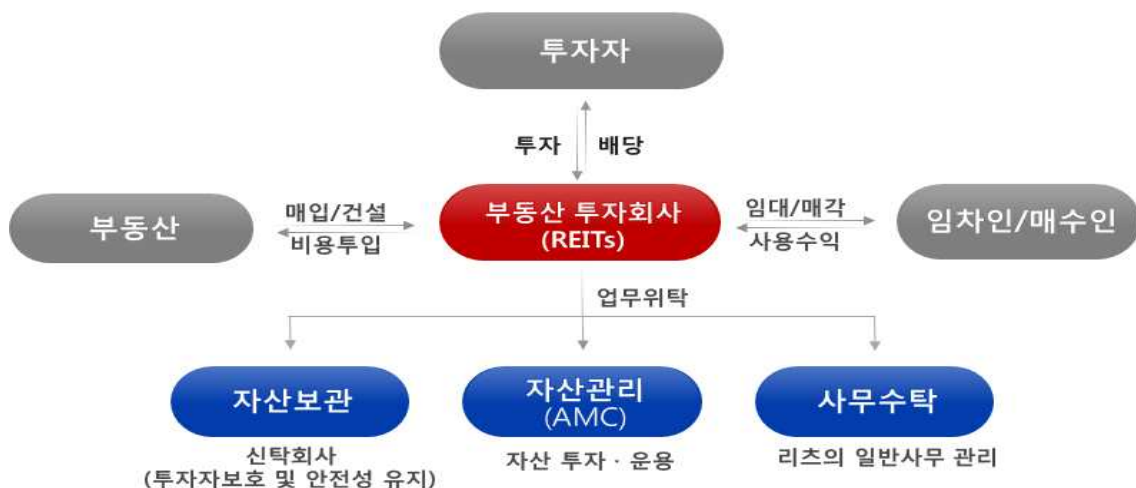 투자자
투자 배당
부동산
매입/건설
비용투입
부동산 투자회사
(REITs)
임대/매각
사용수익
임차인/매수인
업무위탁
자산보관
신탁회사
(투자자보호 및 안전성 유지)
자산관리
(AMC)
자산 투자 · 운용
사무수탁
리츠의 일반사무 관리